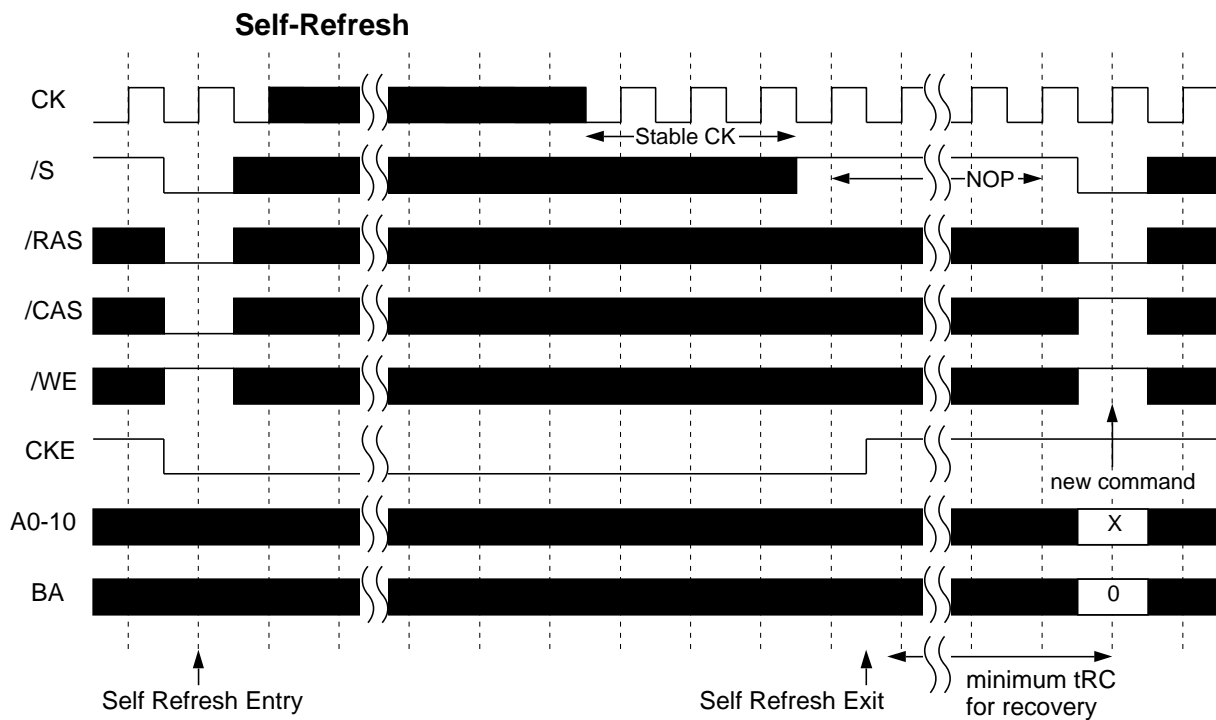 Self-Refresh
CK
Stable CK
/S
NOP
/RAS
/CAS
/WE
CKE
new command
A0-10
X
BA
0
Self Refresh Entry
Self Refresh Exit
minimum tRC
for recovery